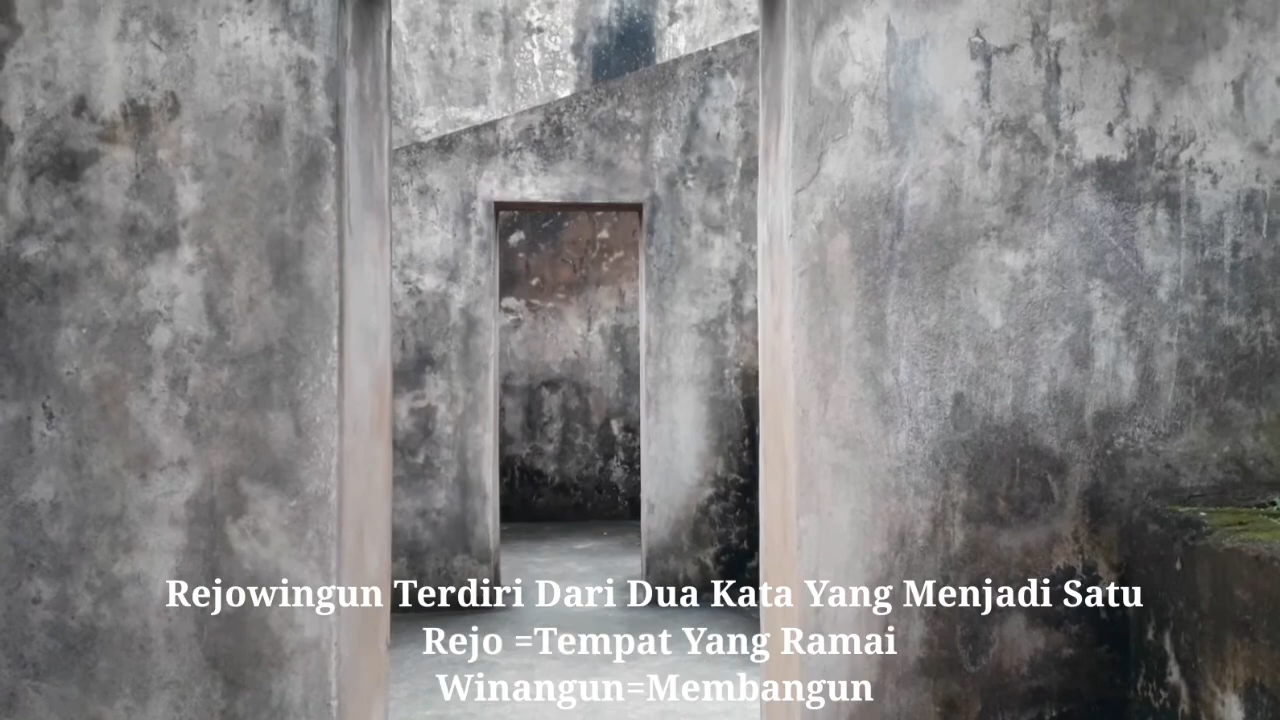 Rejowingun Terdiri Dari Dua Kata Yang Menjadi Satu
Rejo =Tempat Yang Ramai
Winangun=Membangun